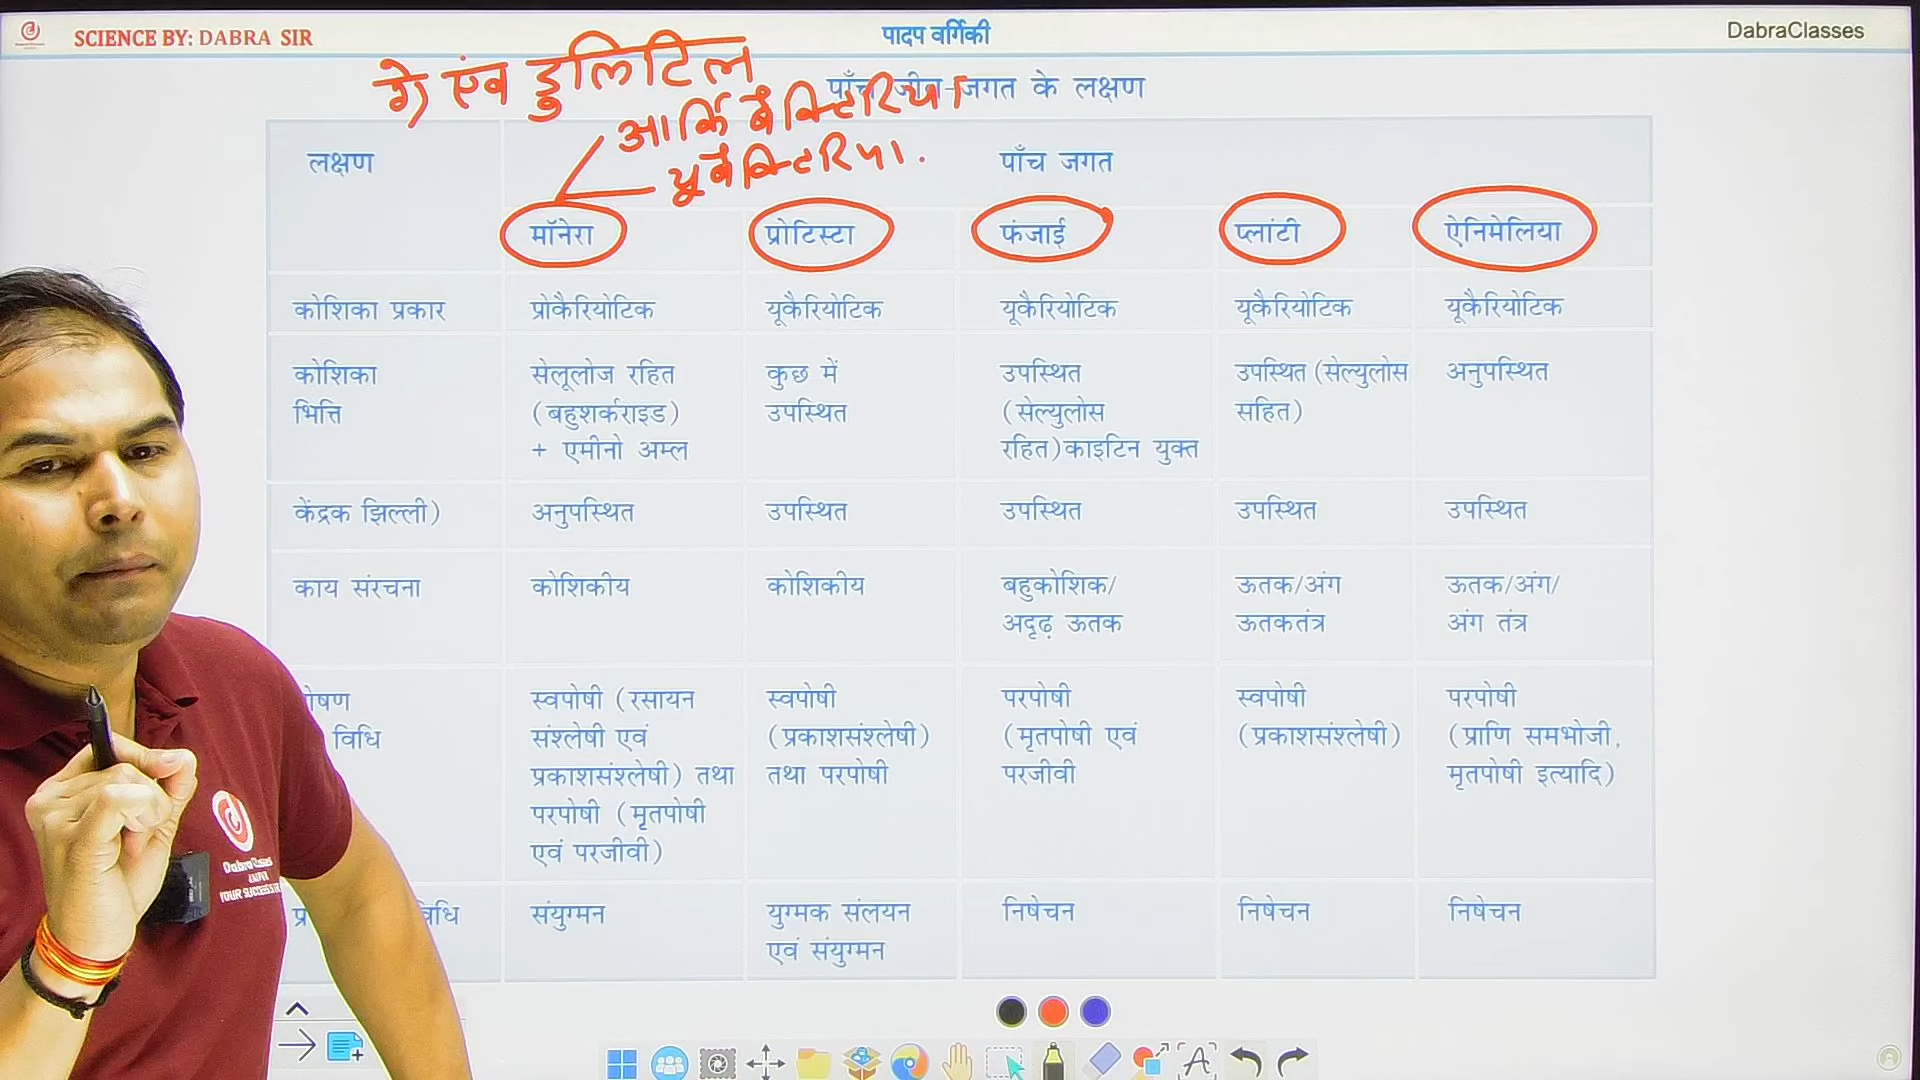 SCIENCE BY: DABRA SIR
पादप वर्गिकी
DabraClasses
ग्रे एंव डुलिटिल
पाँच जीव-जगत के लक्षण
आर्कि बैक्टिरिया
यूबैक्टिरिया.
लक्षण
पाँच जगत
मॉनेरा प्रोटिस्टा फंजाई प्लांटी ऐनिमेलिया
कोशिका प्रकार प्रोकैरियोटिक यूकैरियोटिक यूकैरियोटिक यूकैरियोटिक यूकैरियोटिक
कोशिका सेलूलोज रहित कुछ में उपस्थित उपस्थित (सेल्युलोस अनुपस्थित
भित्ति (बहुशर्कराइड) उपस्थित (सेल्युलोस सहित)
+ एमीनो अम्ल रहित)काइटिन युक्त
केंद्रक झिल्ली) अनुपस्थित उपस्थित उपस्थित उपस्थित उपस्थित
काय संरचना कोशिकीय कोशिकीय बहुकोशिक/ ऊतक/अंग ऊतक/अंग/
अदृढ़ ऊतक ऊतकतंत्र अंग तंत्र
स्वपोषी (रसायन स्वपोषी परपोषी स्वपोषी परपोषी
विधि संश्लेषी एवं (प्रकाशसंश्लेषी) (मृतपोषी एवं (प्रकाशसंश्लेषी) (प्राणि समभोजी,
प्रकाशसंश्लेषी) तथा तथा परपोषी परजीवी मृतपोषी इत्यादि)
परपोषी (मृतपोषी
एवं परजीवी)
विधि संयुग्मन युग्मक संलयन निषेचन निषेचन निषेचन
एवं संयुग्मन
DabraClasses